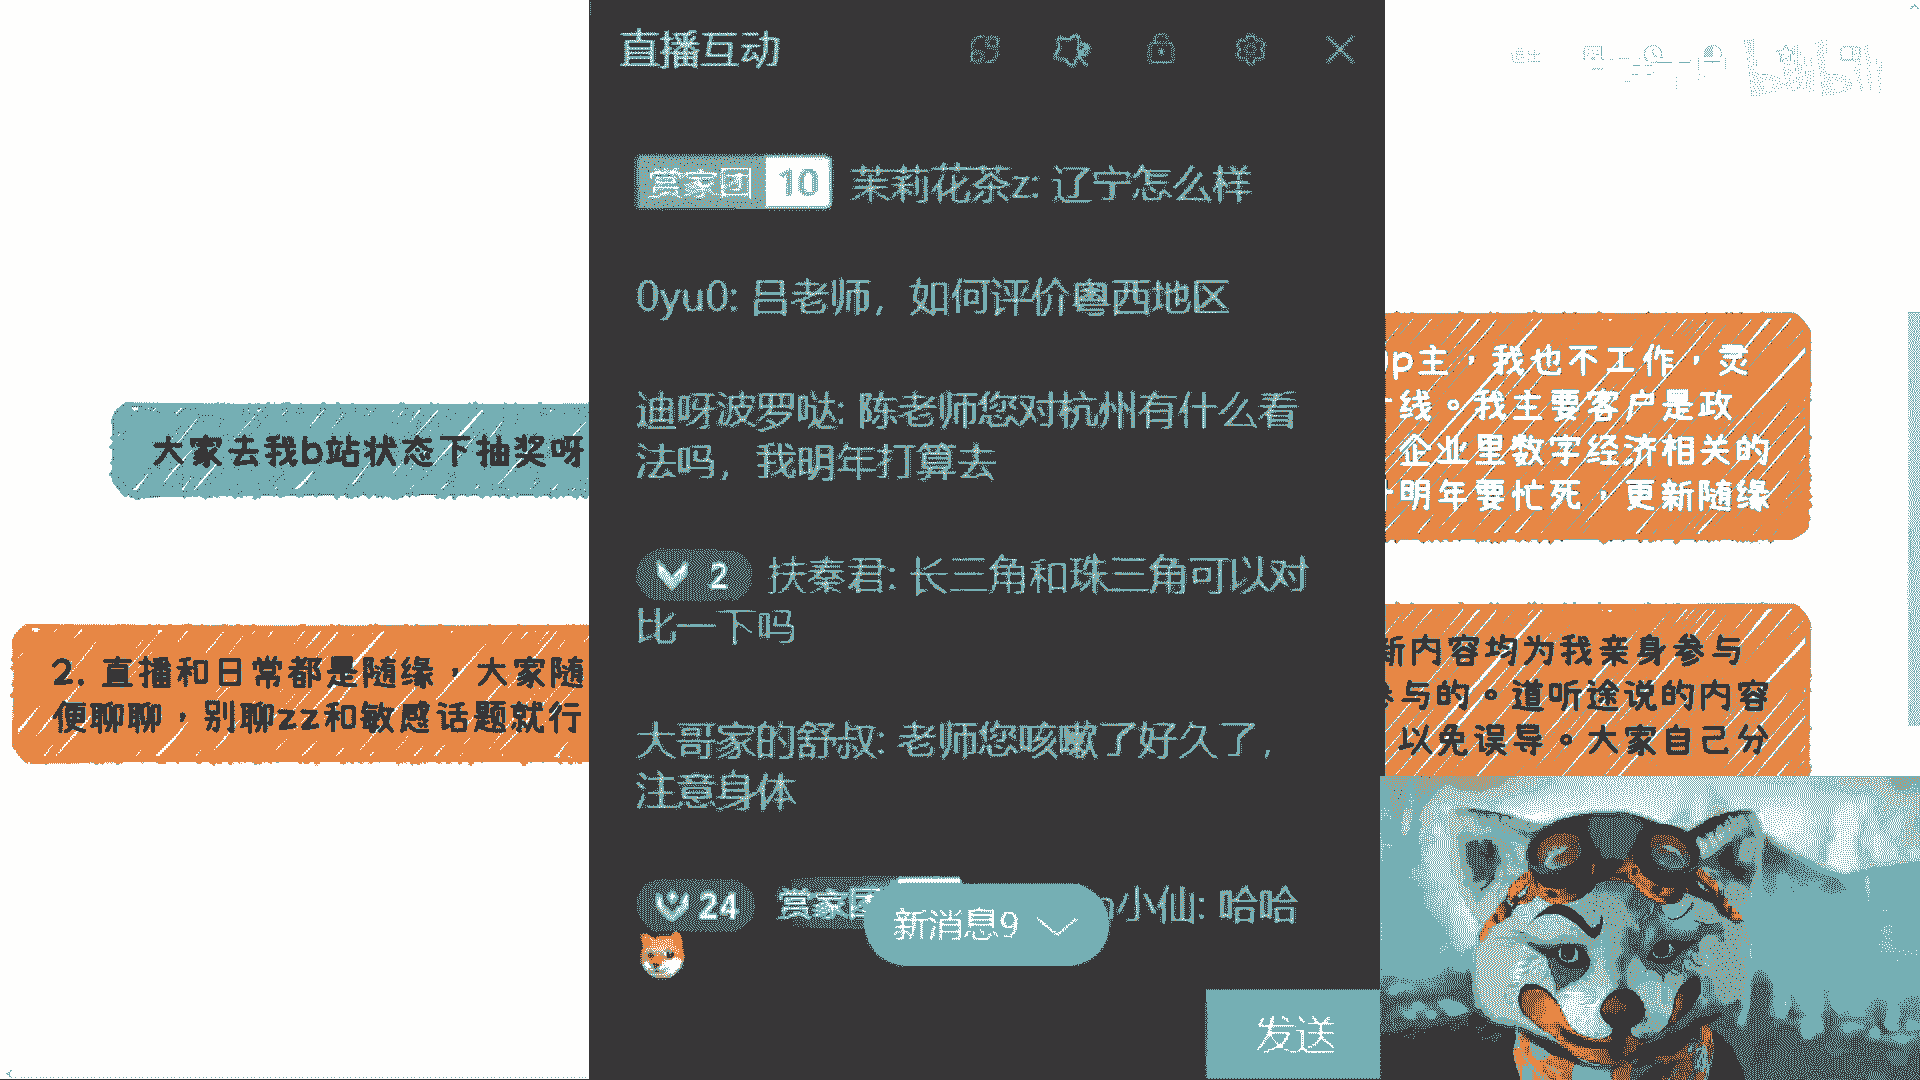 直播互动
赏家团 10 茉莉花茶z: 辽宁怎么样
0yu0: 吕老师，如何评价粤西地区
迪呀波罗哒: 陈老师您对杭州有什么看
法吗，我明年打算去
2 扶秦君: 长三角和珠三角可以对
比一下吗
大哥家的舒叔: 老师您咳嗽了好久了，
注意身体
24 赏家团 小仙: 哈哈
新消息9
发送
大家去我b站状态下抽奖呀
2. 直播和日常都是随缘，大家随
便聊聊，别聊zz和敏感话题就行
p主，我也不工作，灵
线。我主要客户是政
企业里数字经济相关的
明年要忙死，更新随缘
新内容均为我亲身参与
参与的。道听途说的内容
以免误导。大家自己分